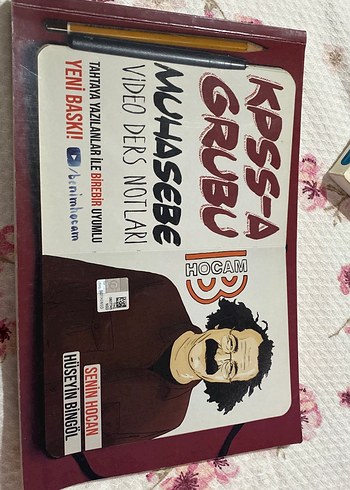 KPSS-A
GRUBU
MUHASEBE
VİDEO DERS NOTLARI
TAHTAYA YAZILANLAR İLE BİREBİR UYUMLU
YENİ BASKI!
/benimhocam
HOCAM
SENİN HOCAN
HÜSEYİN BİNGÖL